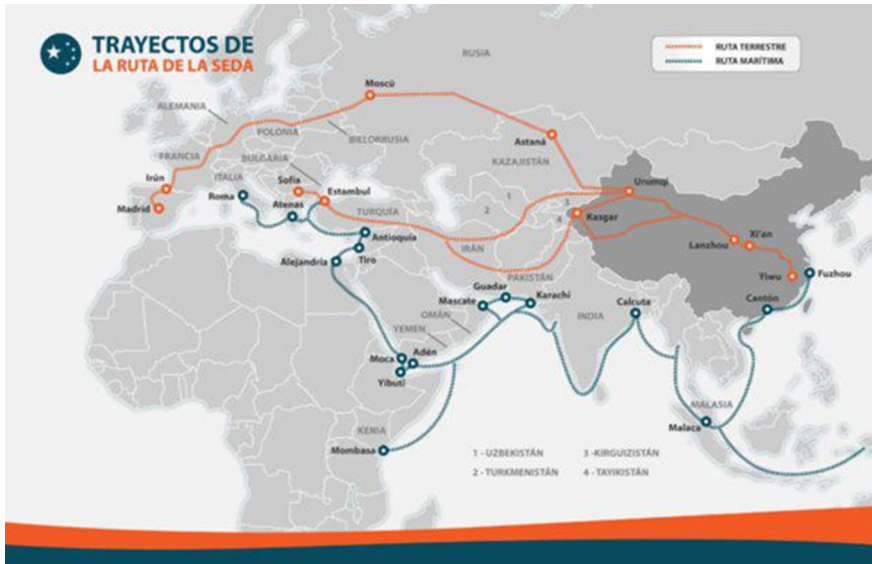 TRAYECTOS DE
LA RUTA DE LA SEDA
RUTA TERRESTRE
RUTA MARÍTIMA
RUSIA
Moscú
ALEMANIA
POLONIA
BIELORRUSIA
Astaná
KAZAJISTÁN
FRANCIA
BULGARIA
Irún
ITALIA
Sofía
Urumqi
Madrid
Roma
Estambul
Atenas
TURQUÍA
1
2
3
4
Kasgar
Antioquía
IRÁN
Lanzhou
Xi'an
Alejandría
Tiro
PAKISTÁN
Yiwu
Fuzhou
Guadar
Mascate
Karachi
Calcuta
Cantón
OMÁN
INDIA
YEMEN
Moca
Adén
Yibuti
MALASIA
Malaca
KENIA
Mombasa
1 - UZBEKISTÁN
3 -KIRGUIZISTÁN
2 - TURKMENISTÁN
4 -TAYIKISTÁN